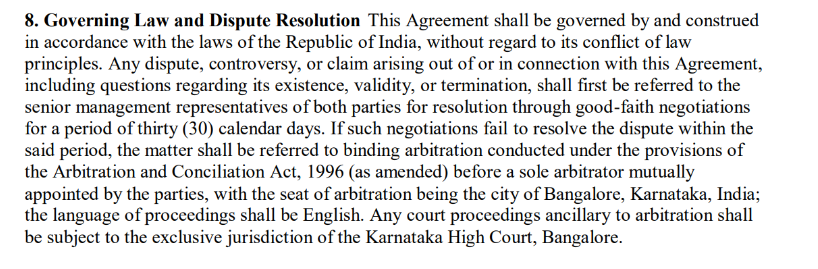 8. Governing Law and Dispute Resolution This Agreement shall be governed by and construed
in accordance with the laws of the Republic of India, without regard to its conflict of law
principles. Any dispute, controversy, or claim arising out of or in connection with this Agreement,
including questions regarding its existence, validity, or termination, shall first be referred to the
senior management representatives of both parties for resolution through good-faith negotiations
for a period of thirty (30) calendar days. If such negotiations fail to resolve the dispute within the
said period, the matter shall be referred to binding arbitration conducted under the provisions of
the Arbitration and Conciliation Act, 1996 (as amended) before a sole arbitrator mutually
appointed by the parties, with the seat of arbitration being the city of Bangalore, Karnataka, India;
the language of proceedings shall be English. Any court proceedings ancillary to arbitration shall
be subject to the exclusive jurisdiction of the Karnataka High Court, Bangalore.